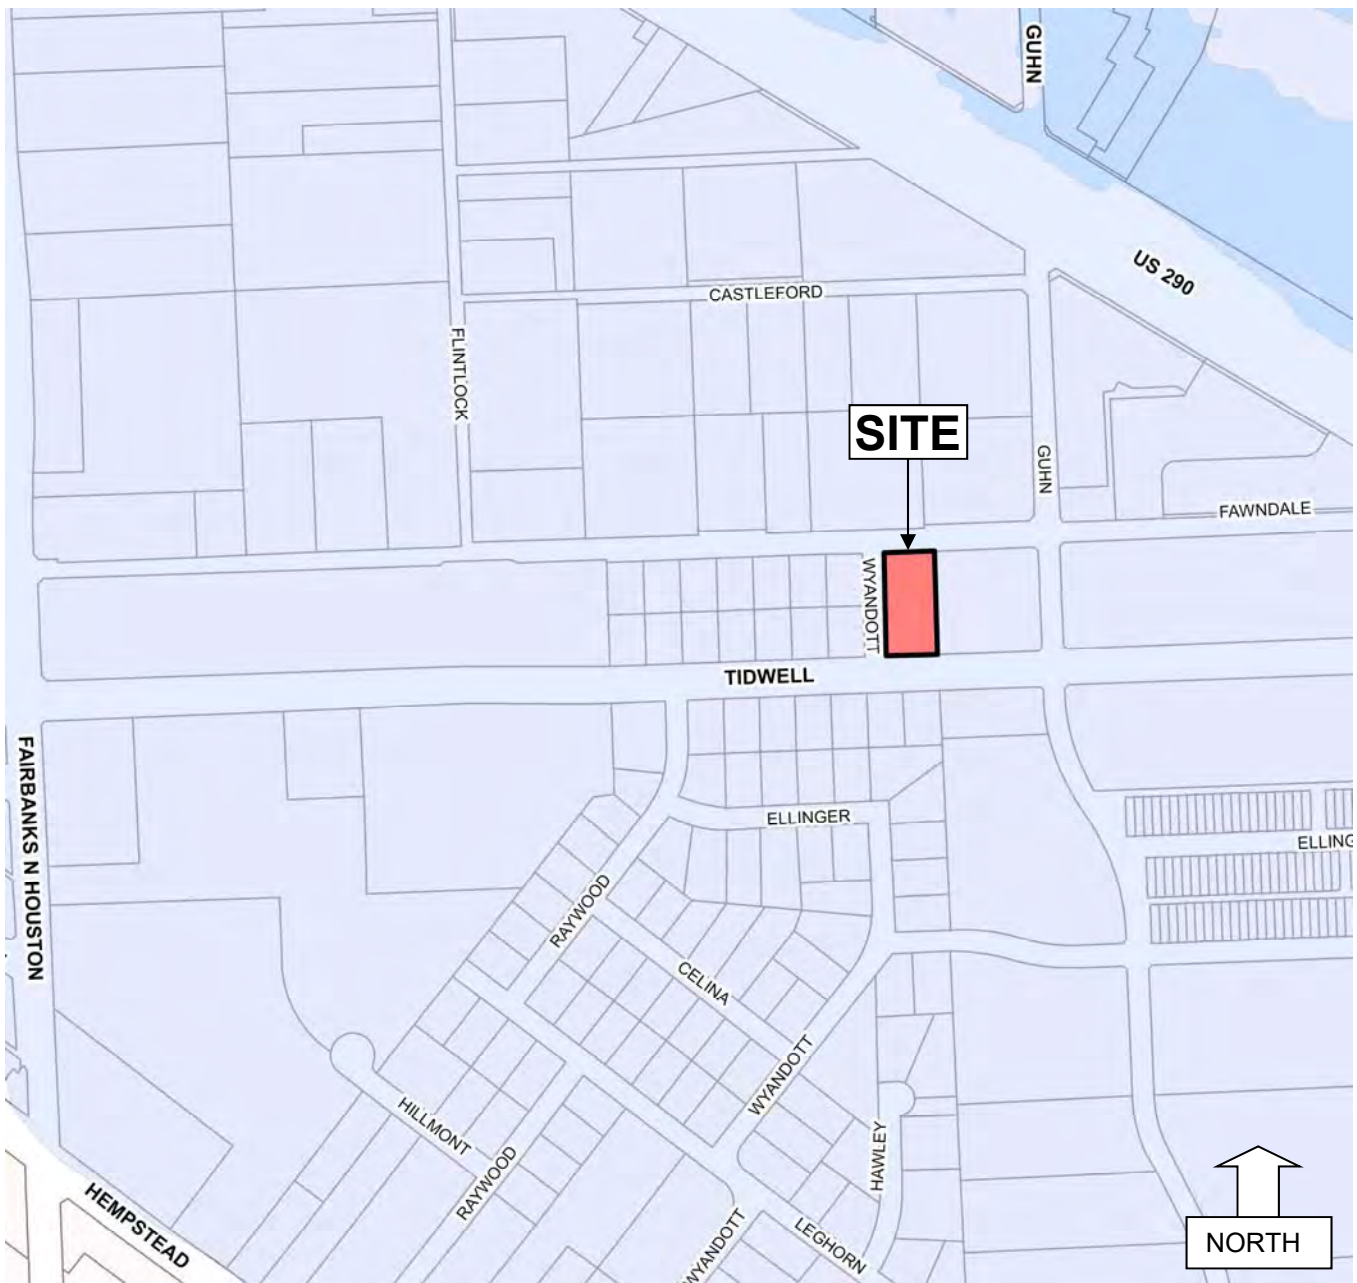 GUHN
US 290
CASTLEFORD
FLINTLOCK
SITE
GUHN
FAWNDALE
WYANDOTT
TIDWELL
FAIRBANKS N HOUSTON
ELLINGER
ELLING
RAYWOOD
CELINA
WYANDOTT
HILLMONT
RAYWOOD
HAWLEY
HEMPSTEAD
WYANDOTT
LEGHORN
NORTH